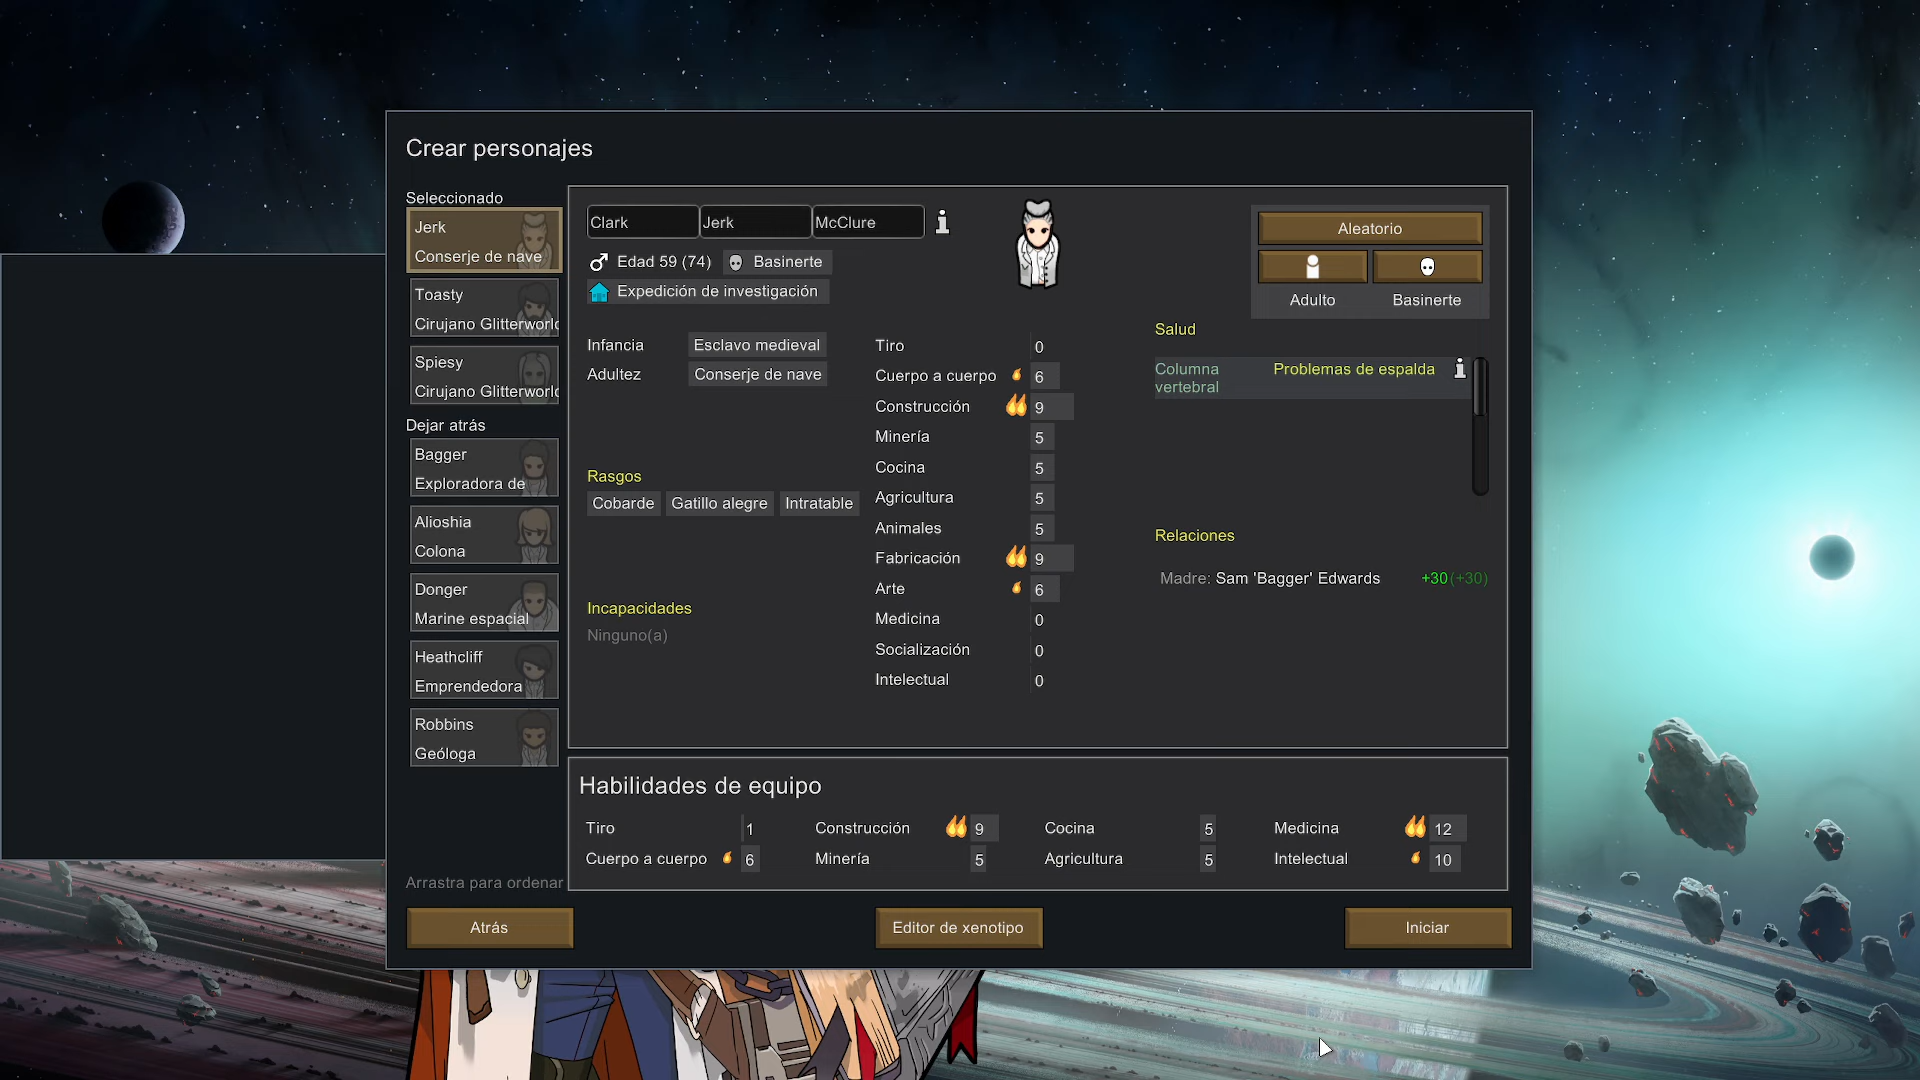 Crear personajes
Seleccionado
Jerk
Conserje de nave
Toasty
Cirujano Glitterworld
Spiesy
Cirujano Glitterworld
Dejar atrás
Bagger
Exploradora de
Alioshia
Colona
Donger
Marine espacial
Heathcliff
Emprendedora
Robbins
Geóloga
Arrastra para ordenar
Clark Jerk McClure
Edad 59 (74) Basinerte
Expedición de investigación
Infancia Esclavo medieval
Adultez Conserje de nave
Rasgos
Cobarde Gatillo alegre Intratable
Incapacidades
Ninguno(a)
Tiro 0
Cuerpo a cuerpo 6
Construcción 9
Minería 5
Cocina 5
Agricultura 5
Animales 5
Fabricación 9
Arte 6
Medicina 0
Socialización 0
Intelectual 0
Aleatorio
Adulto Basinerte
Salud
Columna vertebral Problemas de espalda
Relaciones
Madre: Sam 'Bagger' Edwards +30(+30)
Habilidades de equipo
Tiro 1 Construcción 9 Cocina 5 Medicina 12
Cuerpo a cuerpo 6 Minería 5 Agricultura 5 Intelectual 10
Atrás Editor de xenotipo Iniciar